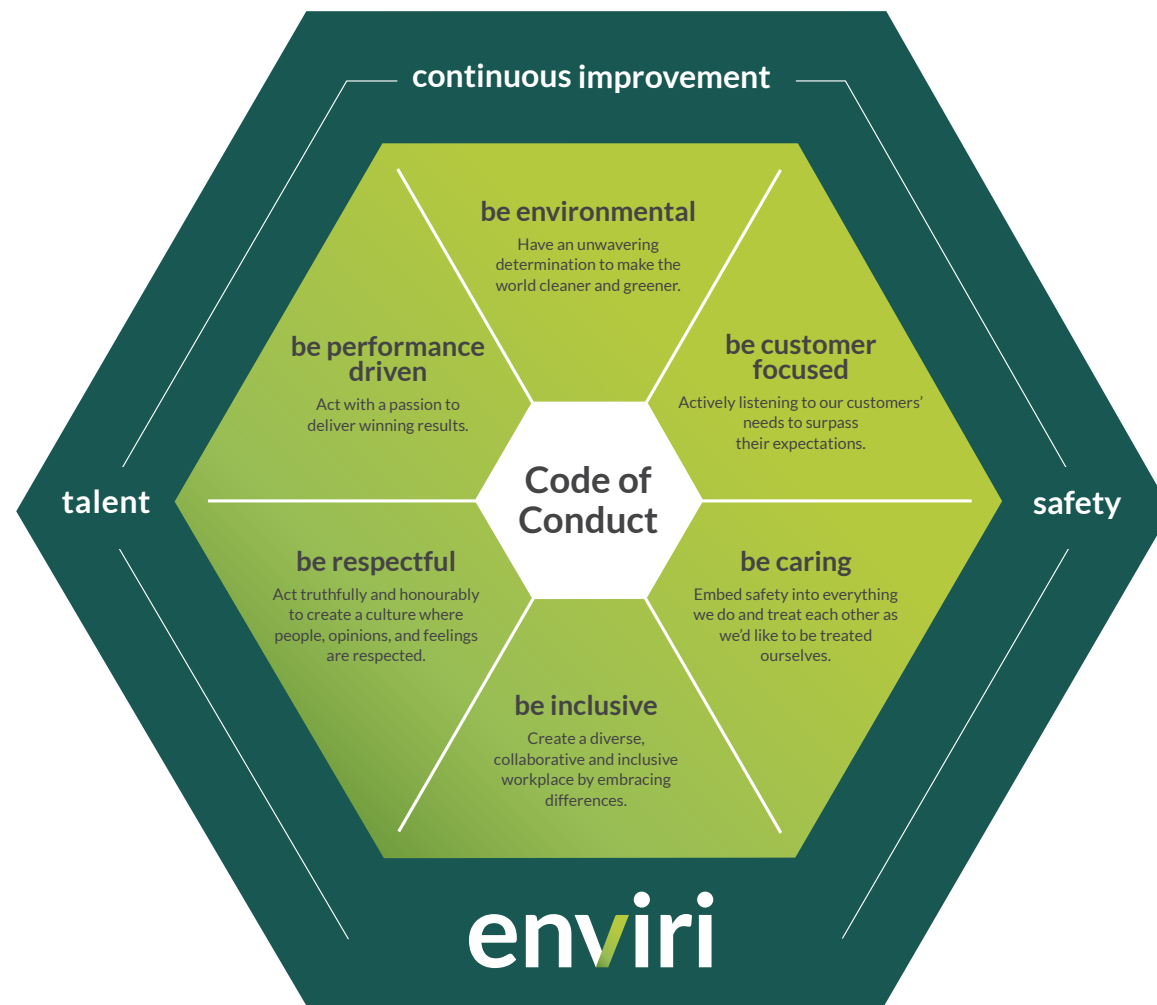 continuous improvement
be environmental
Have an unwavering
determination to make the
world cleaner and greener.
be performance
driven
Act with a passion to
deliver winning results.
be customer
focused
Actively listening to our customers’
needs to surpass
their expectations.
Code of
Conduct
talent
safety
be respectful
Act truthfully and honourably
to create a culture where
people, opinions, and feelings
are respected.
be caring
Embed safety into everything
we do and treat each other as
we’d like to be treated
ourselves.
be inclusive
Create a diverse,
collaborative and inclusive
workplace by embracing
differences.
enviri